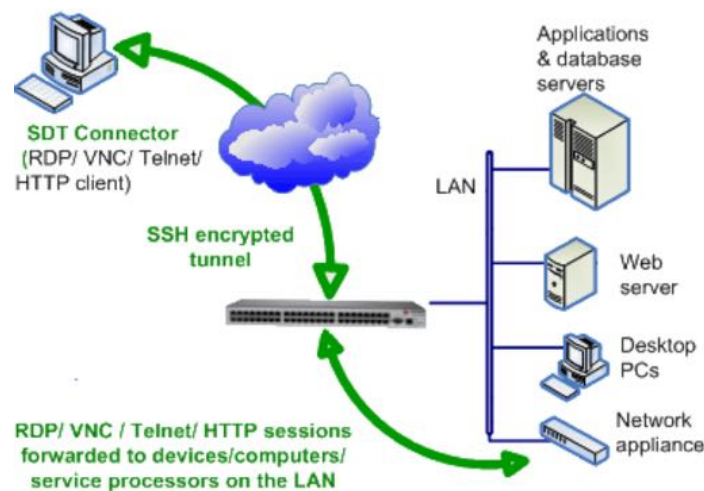 SDT Connector
(RDP/ VNC/ Telnet/
HTTP client)
SSH encrypted
tunnel
RDP/ VNC / Telnet/ HTTP sessions
forwarded to devices/computers/
service processors on the LAN
LAN
Applications
& database
servers
Web
server
Desktop
PCs
Network
appliance